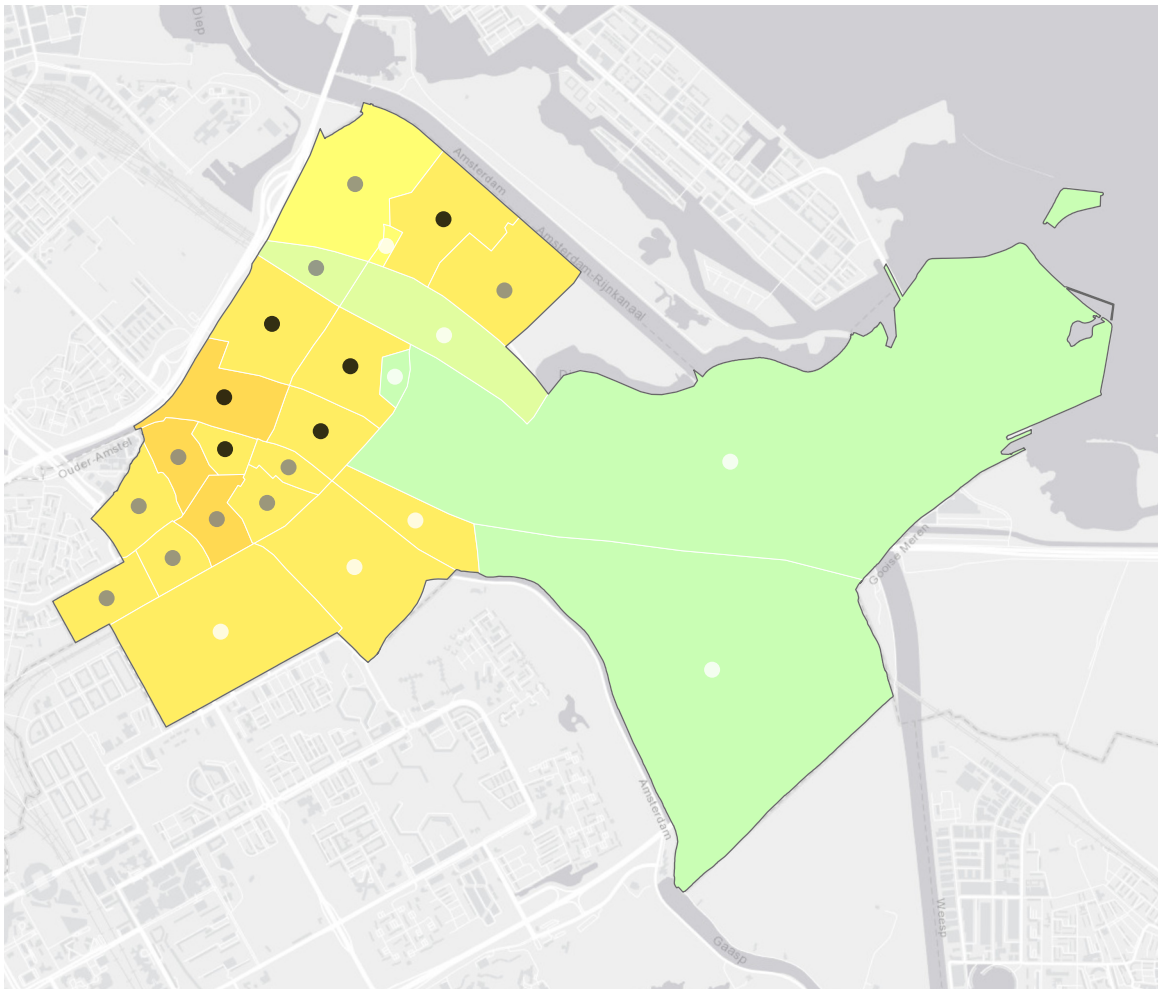 Diep
Amsterdam
Amsterdam-Rijnkanaal
Ouder-Amstel
Gooise Meren
Amsterdam
Weesp
Gaasp